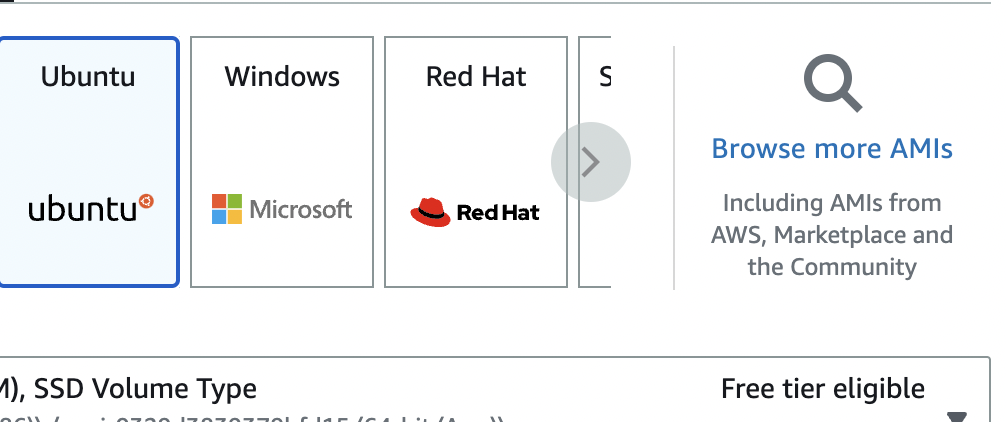 Ubuntu
Windows
Red Hat
S
ubuntu
Microsoft
Red Hat
Browse more AMIs
Including AMIs from
AWS, Marketplace and
the Community
M), SSD Volume Type
Free tier eligible